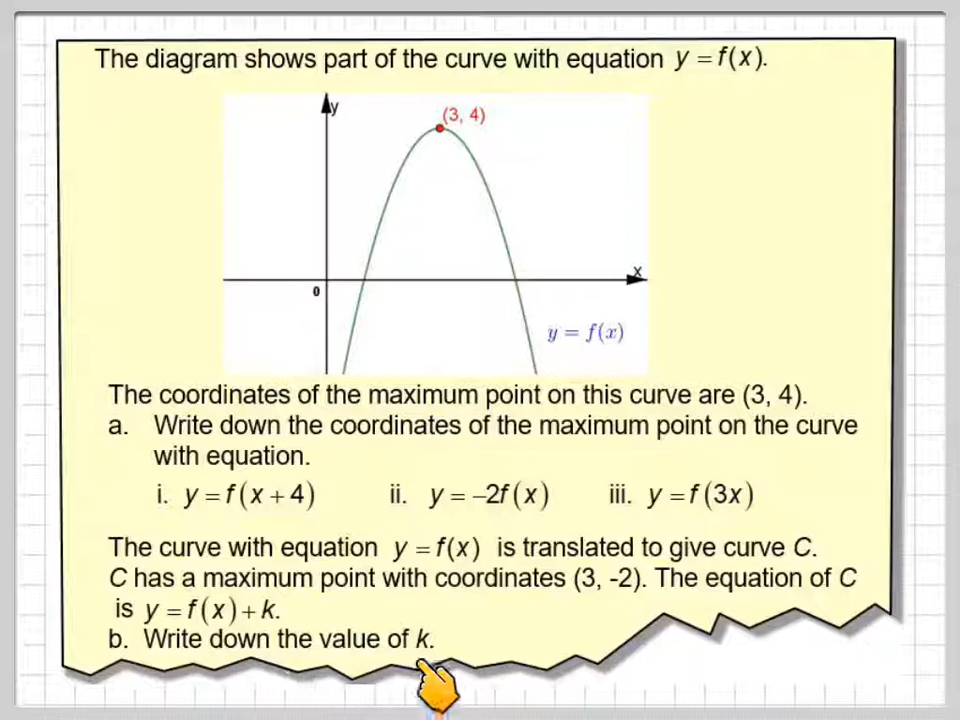 The diagram shows part of the curve with equation y = f(x).
y
(3, 4)
x
0
y = f(x)
The coordinates of the maximum point on this curve are (3, 4).
a. Write down the coordinates of the maximum point on the curve
with equation.
i. y = f(x + 4) ii. y = −2f(x) iii. y = f(3x)
The curve with equation y = f(x) is translated to give curve C.
C has a maximum point with coordinates (3, -2). The equation of C
is y = f(x) + k.
b. Write down the value of k.